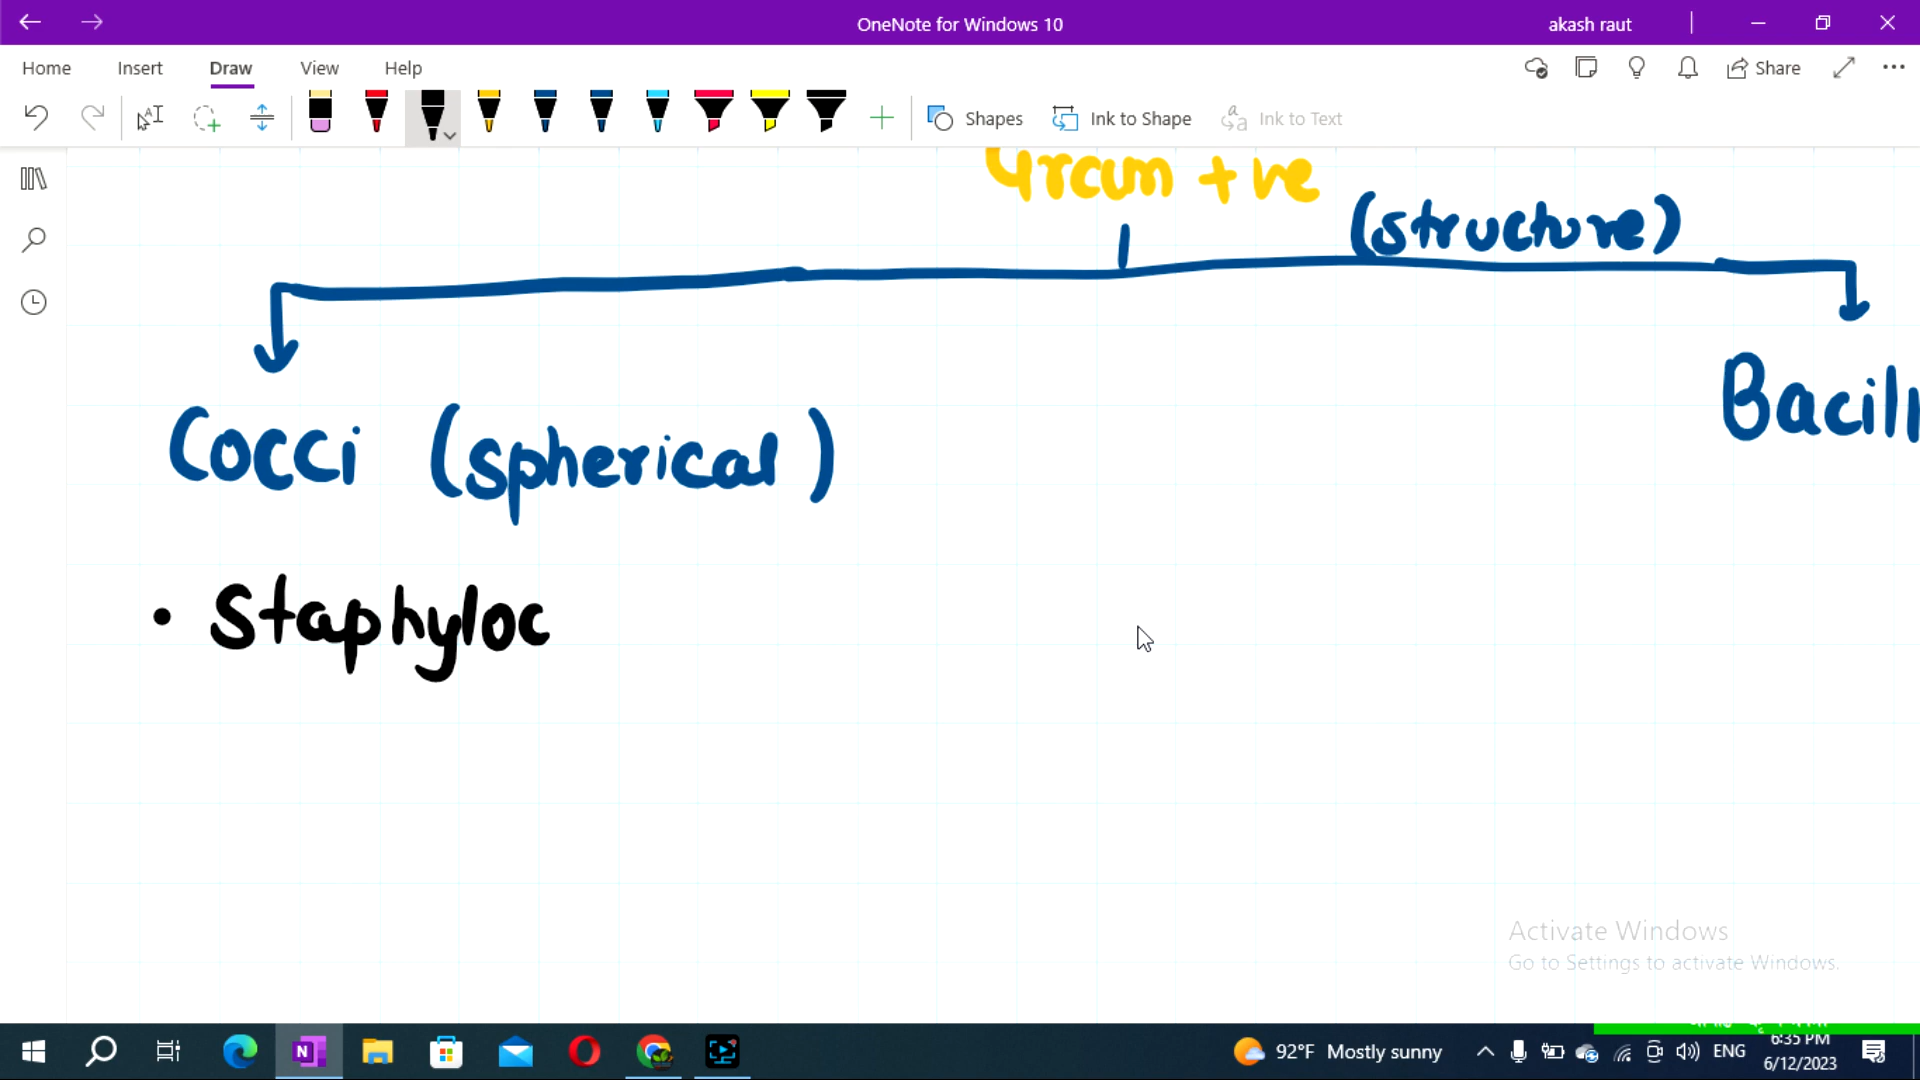 OneNote for Windows 10
akash raut
Home Insert Draw View Help
Share
Shapes Ink to Shape Ink to Text
Gram +ve
(structure)
Cocci (spherical)
Bacill
• Staphyloc
Activate Windows
Go to Settings to activate Windows.
92°F Mostly sunny
ENG
6:35 PM
6/12/2023